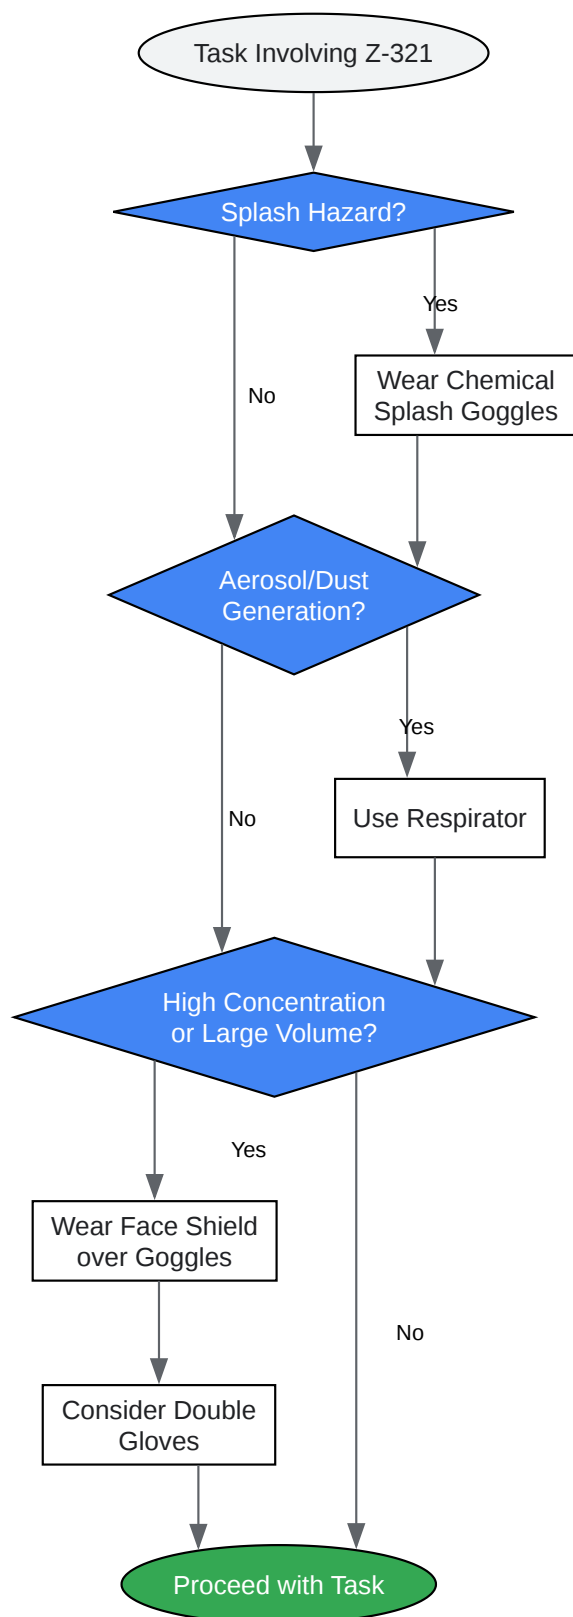 Task Involving Z-321
Splash Hazard?
Yes
Wear Chemical
Splash Goggles
No
Aerosol/Dust
Generation?
Yes
Use Respirator
No
High Concentration
or Large Volume?
Yes
Wear Face Shield
over Goggles
No
Consider Double
Gloves
Proceed with Task